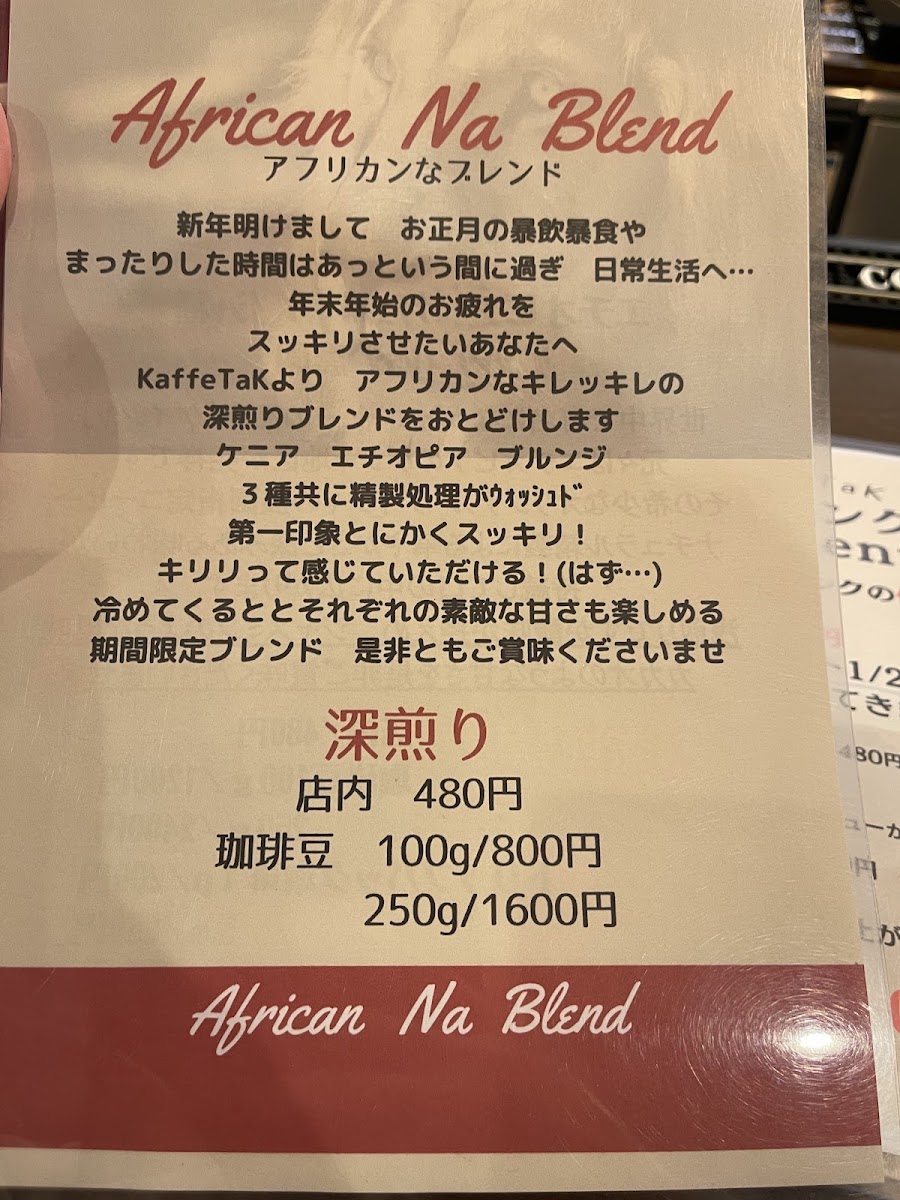 African Na Blend
アフリカンなブレンド
新年明けまして　お正月の暴飲暴食や
まったりした時間はあっという間に過ぎ　日常生活へ…
年末年始のお疲れを
スッキリさせたいあなたへ
KaffeTaKより　アフリカンなキレッキレの
深煎りブレンドをおとどけします
ケニア　エチオピア　ブルンジ
３種共に精製処理がｳｫｯｼｭﾄﾞ
第一印象とにかくスッキリ！
キリリって感じていただける！(はず…)
冷めてくるととそれぞれの素敵な甘さも楽しめる
期間限定ブレンド　是非ともご賞味くださいませ
深煎り
店内　480円
珈琲豆　100g/800円
250g/1600円
African Na Blend
480円